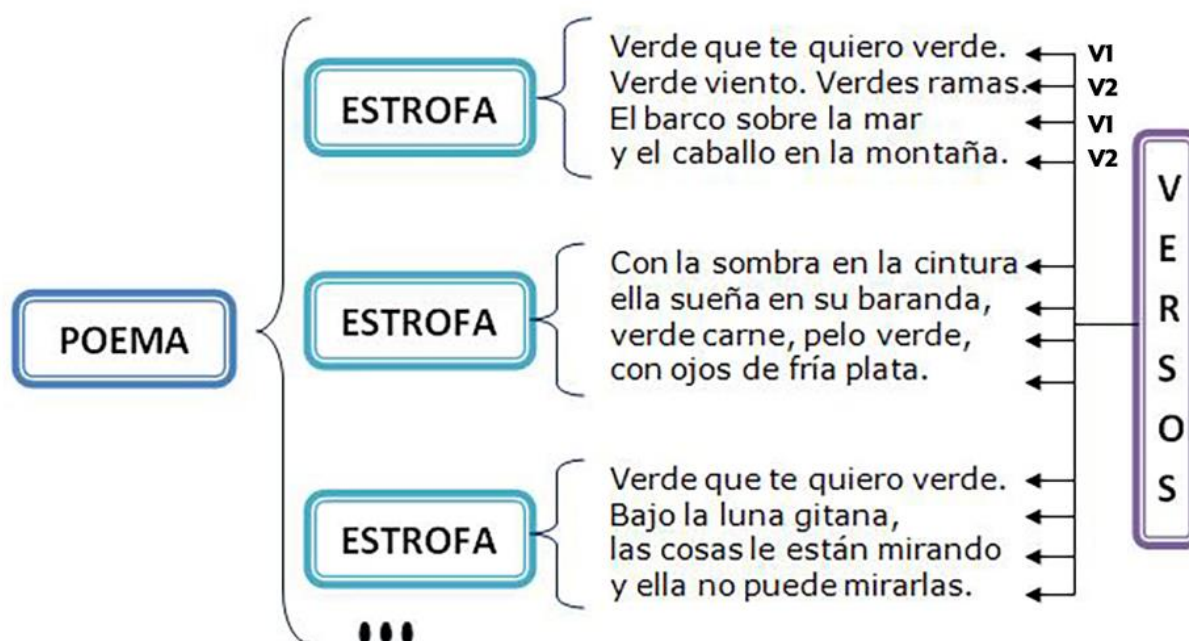 POEMA
ESTROFA
Verde que te quiero verde. V1
Verde viento. Verdes ramas. V2
El barco sobre la mar V1
y el caballo en la montaña. V2
ESTROFA
Con la sombra en la cintura
ella sueña en su baranda,
verde carne, pelo verde,
con ojos de fría plata.
ESTROFA
Verde que te quiero verde.
Bajo la luna gitana,
las cosas le están mirando
y ella no puede mirarlas.
...
VERSOS